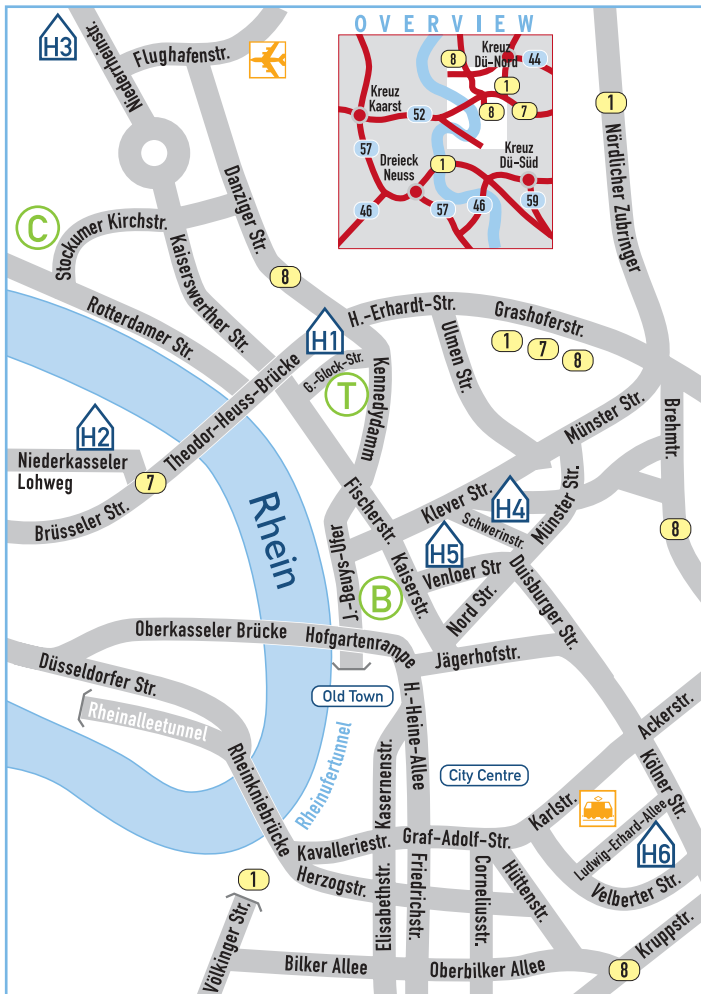 OVERVIEW
H3
Niederrheinstr.
Flughafenstr.
8
Kreuz
Dü-Nord
44
1
Kreuz
Kaarst
52
8
7
57
Dreieck
Neuss
1
Kreuz
Dü-Süd
46
57
46
59
1
Nördlicher Zubringer
C
Stockumer Kirchstr.
Danziger Str.
Kaiserswerther Str.
8
Rotterdamer Str.
H1
H.-Erhardt-Str.
Grashoferstr.
1
7
8
Ulmen Str.
G.-Glock-Str.
T
Kennedydamm
Theodor-Heuss-Brücke
H2
Niederkasseler
Lohweg
7
Brüsseler Str.
Rhein
Münster Str.
Brehmtr.
8
Fischerstr.
Klever Str.
H4
Schwerinstr.
Münster Str.
H5
J.-Beuys-Ufer
Kaiserstr.
Venloer Str
B
Nord Str.
Duisburger Str.
Oberkasseler Brücke
Hofgartenrampe
Jägerhofstr.
Düsseldorfer Str.
Rheinalleetunnel
Old Town
H.-Heine-Allee
Rheinufertunnel
City Centre
Ackerstr.
Kölner Str.
Rheinkniebrücke
Kasernenstr.
Karlstr.
Ludwig-Erhard-Allee
H6
Kavalleriestr.
Graf-Adolf-Str.
Velberter Str.
Herzogstr.
Elisabethstr.
Friedrichstr.
Corneliusstr.
Hüttenstr.
1
Völkinger Str.
Bilker Allee
Oberbilker Allee
8
Kruppstr.